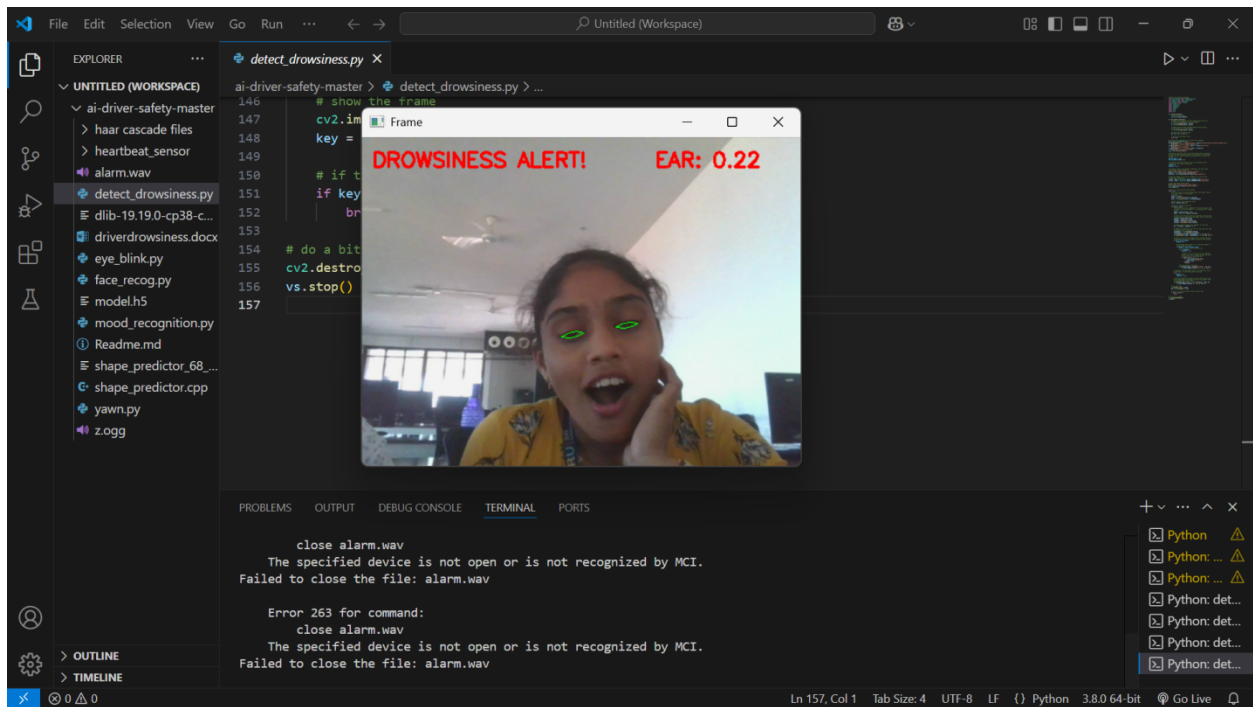 File Edit Selection View Go Run ··· Untitled (Workspace)
EXPLORER ···
UNTITLED (WORKSPACE)
ai-driver-safety-master
haar cascade files
heartbeat_sensor
alarm.wav
detect_drowsiness.py
dlib-19.19.0-cp38-c...
driverdrowsiness.docx
eye_blink.py
face_recog.py
model.h5
mood_recognition.py
Readme.md
shape_predictor_68_...
shape_predictor.cpp
yawn.py
z.ogg
OUTLINE
TIMELINE
detect_drowsiness.py
ai-driver-safety-master > detect_drowsiness.py > ...
146 # show the frame
147 cv2.im
148 key =
149
150 # if t
151 if key
152 br
153
154 # do a bit
155 cv2.destro
156 vs.stop()
157
Frame
DROWSINESS ALERT! EAR: 0.22
PROBLEMS OUTPUT DEBUG CONSOLE TERMINAL PORTS
close alarm.wav
The specified device is not open or is not recognized by MCI.
Failed to close the file: alarm.wav
Error 263 for command:
close alarm.wav
The specified device is not open or is not recognized by MCI.
Failed to close the file: alarm.wav
Python
Python: ...
Python: ...
Python: det...
Python: det...
Python: det...
Python: det...
0 0 Ln 157, Col 1 Tab Size: 4 UTF-8 LF {} Python 3.8.0 64-bit Go Live